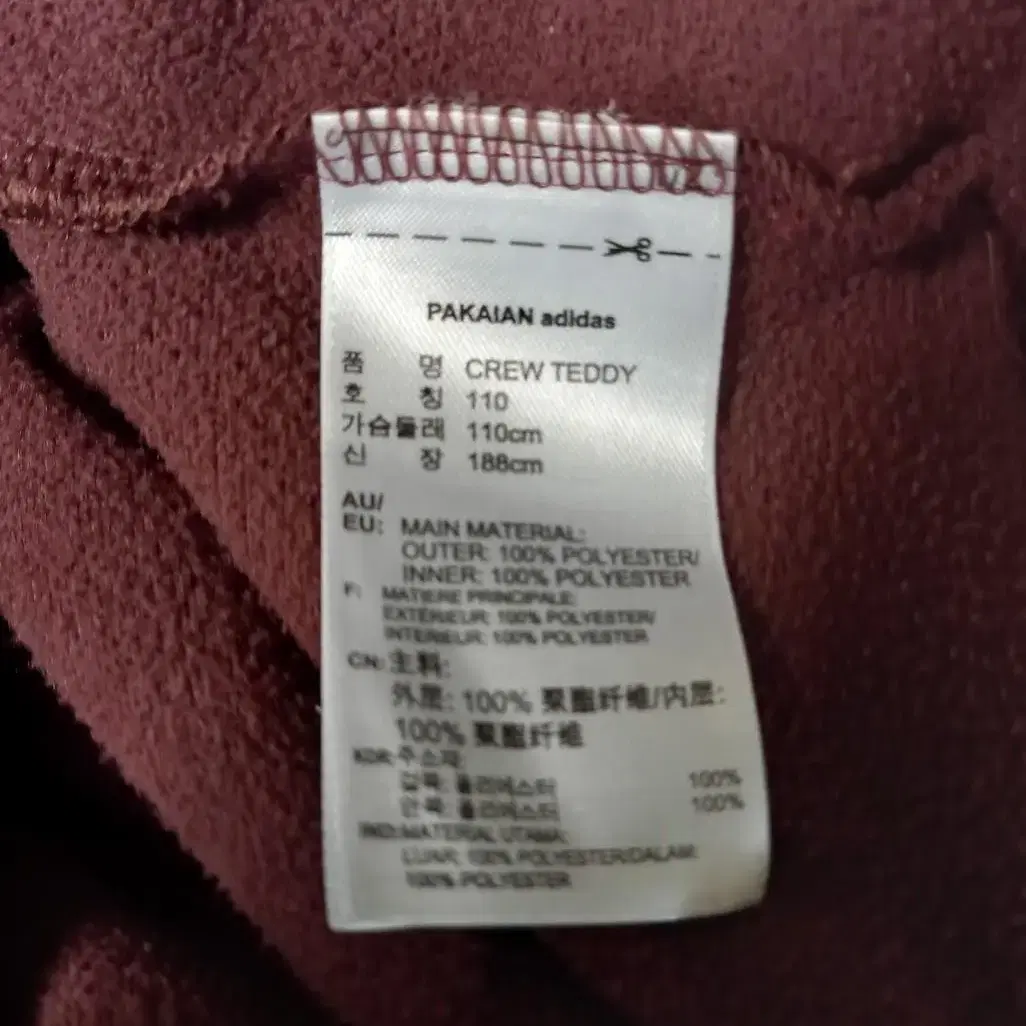 PAKAIAN adidas
품 명 CREW TEDDY
호 칭 110
가슴둘레 110cm
신 장 188cm
AU/
EU: MAIN MATERIAL:
OUTER: 100% POLYESTER/
INNER: 100% POLYESTER
F: MATIERE PRINCIPALE:
EXTÉRIEUR: 100% POLYESTER/
INTERIEUR: 100% POLYESTER
CN: 主料:
外层: 100% 聚酯纤维/内层:
100% 聚酯纤维
KOR: 주소재:
겉쪽: 폴리에스터 100%
안쪽: 폴리에스터 100%
IND: MATERIAL UTAMA:
LUAR: 100% POLYESTER/DALAM:
100% POLYESTER